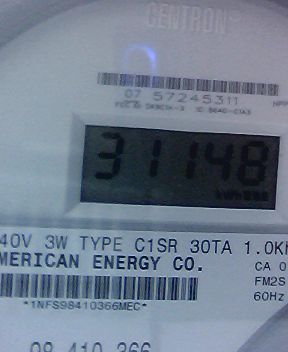 CENTRON
07 57245311
31148
40V 3W TYPE C1SR 30TA 1.0K
MERICAN ENERGY CO.
CA 0
FM2S
60Hz
*1NFS98410366MEC*
98 410 366